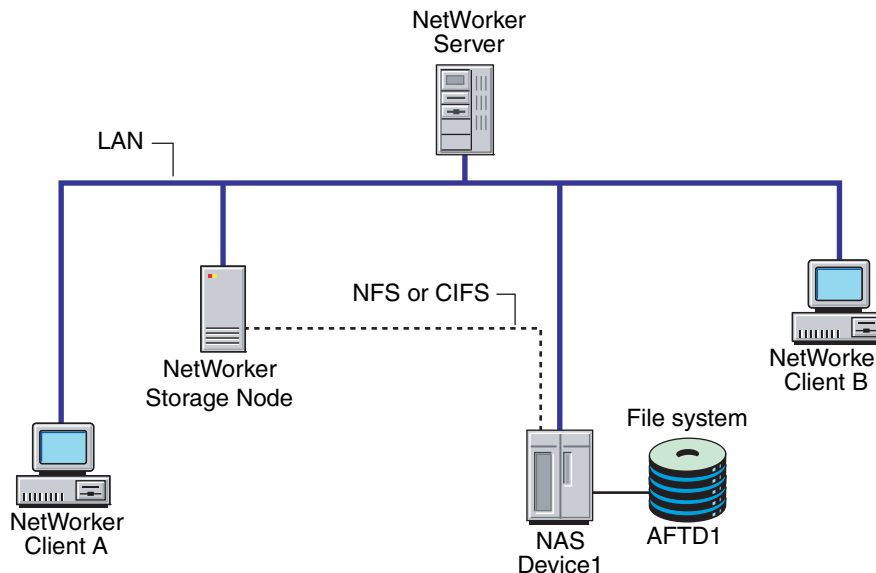 NetWorker
Server
LAN
NFS or CIFS
NetWorker
Storage Node
NetWorke
Client B
File system
NetWorker
Client A
NAS
Device1
AFTD1